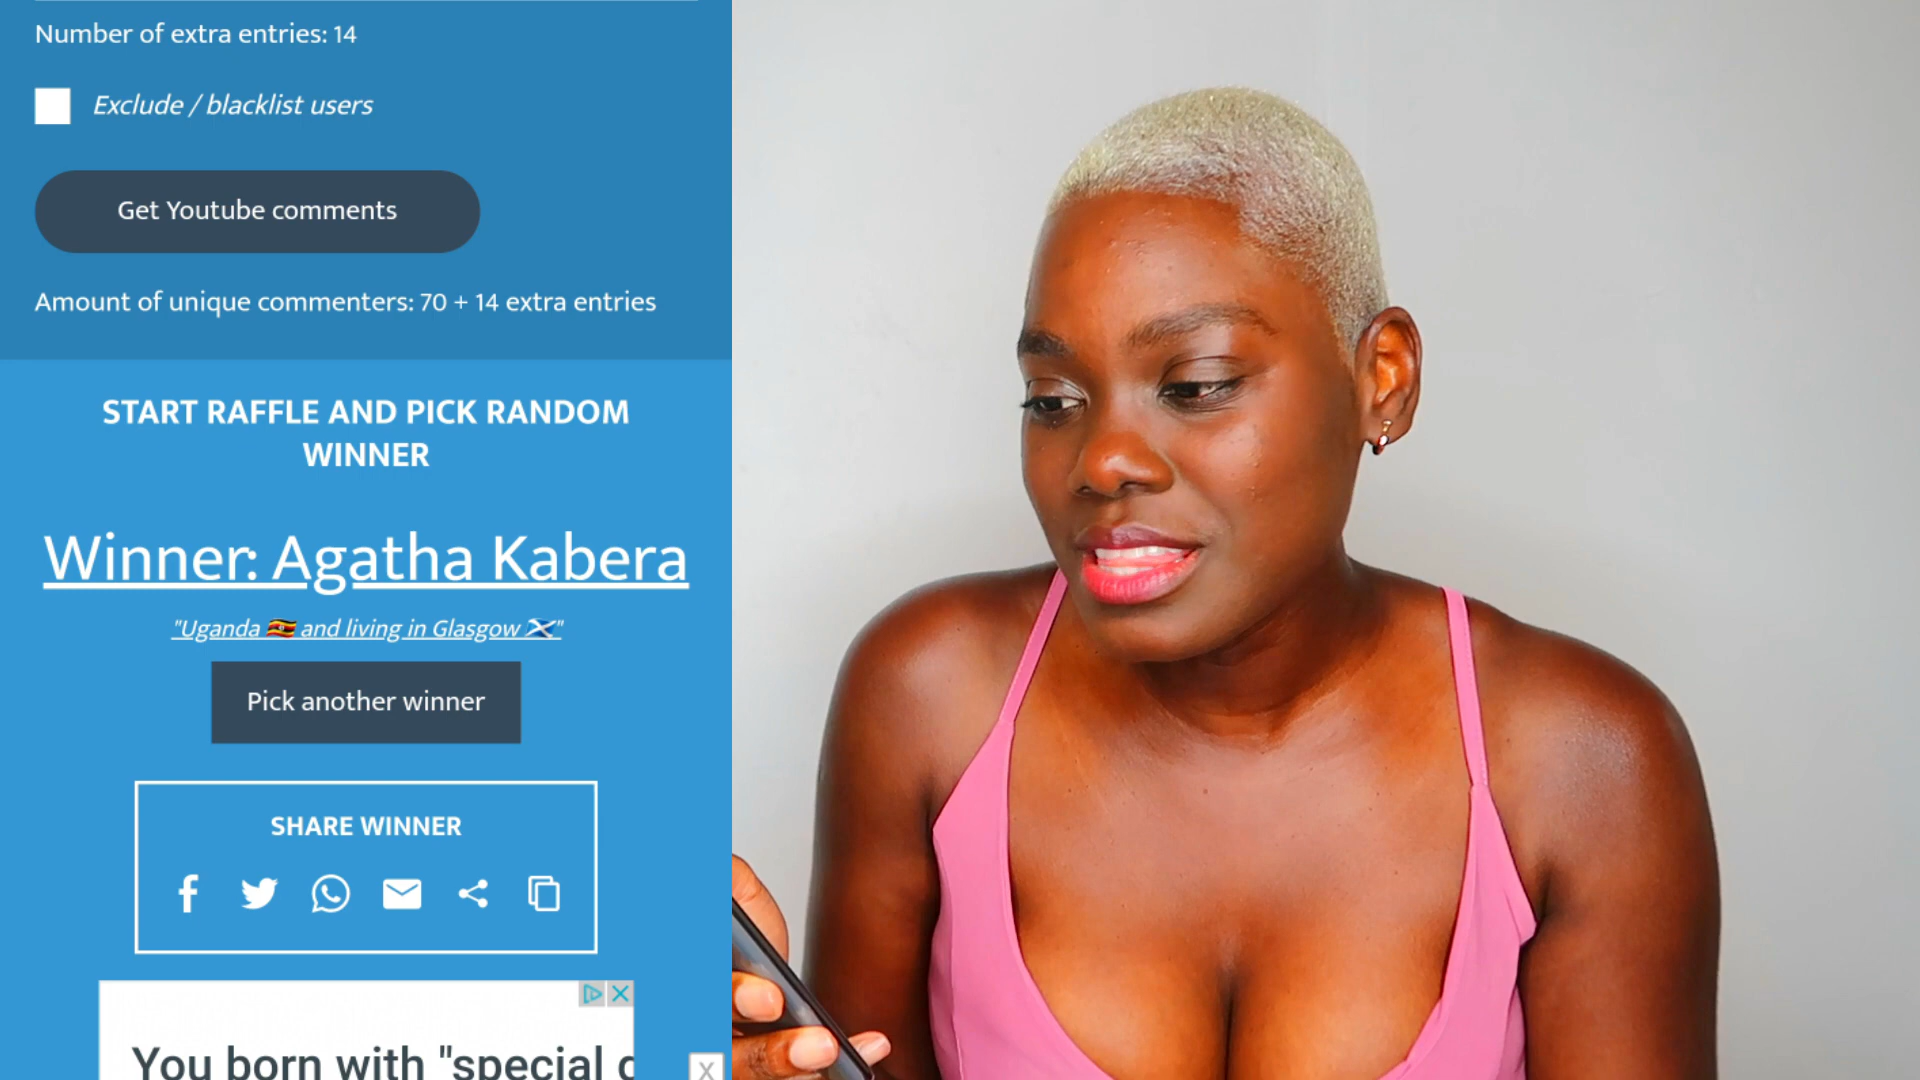 Number of extra entries: 14
Exclude / blacklist users
Get Youtube comments
Amount of unique commenters: 70 + 14 extra entries
START RAFFLE AND PICK RANDOM
WINNER
Winner: Agatha Kabera
"Uganda 🇺🇬 and living in Glasgow 🏴󠁧󠁢󠁳󠁣󠁴󠁿"
Pick another winner
SHARE WINNER
You born with "special
X